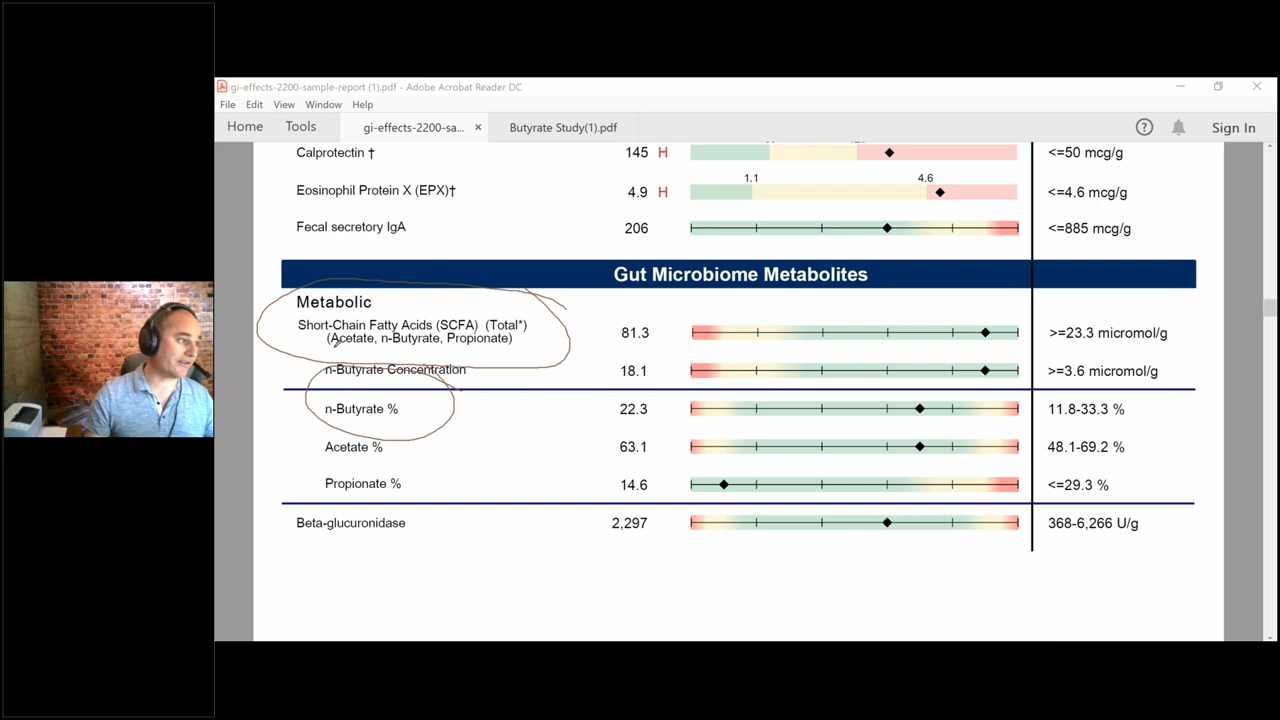 gi-effects-2200-sample-report (1).pdf - Adobe Acrobat Reader DC
File Edit View Window Help
Home Tools gi-effects-2200-sa... × Butyrate Study(1).pdf Sign In
Calprotectin † 145 H <=50 mcg/g
1.1 4.6
Eosinophil Protein X (EPX)† 4.9 H <=4.6 mcg/g
Fecal secretory IgA 206 <=885 mcg/g
Gut Microbiome Metabolites
Metabolic
Short-Chain Fatty Acids (SCFA) (Total*)
(Acetate, n-Butyrate, Propionate) 81.3 >=23.3 micromol/g
n-Butyrate Concentration 18.1 >=3.6 micromol/g
n-Butyrate % 22.3 11.8-33.3 %
Acetate % 63.1 48.1-69.2 %
Propionate % 14.6 <=29.3 %
Beta-glucuronidase 2,297 368-6,266 U/g